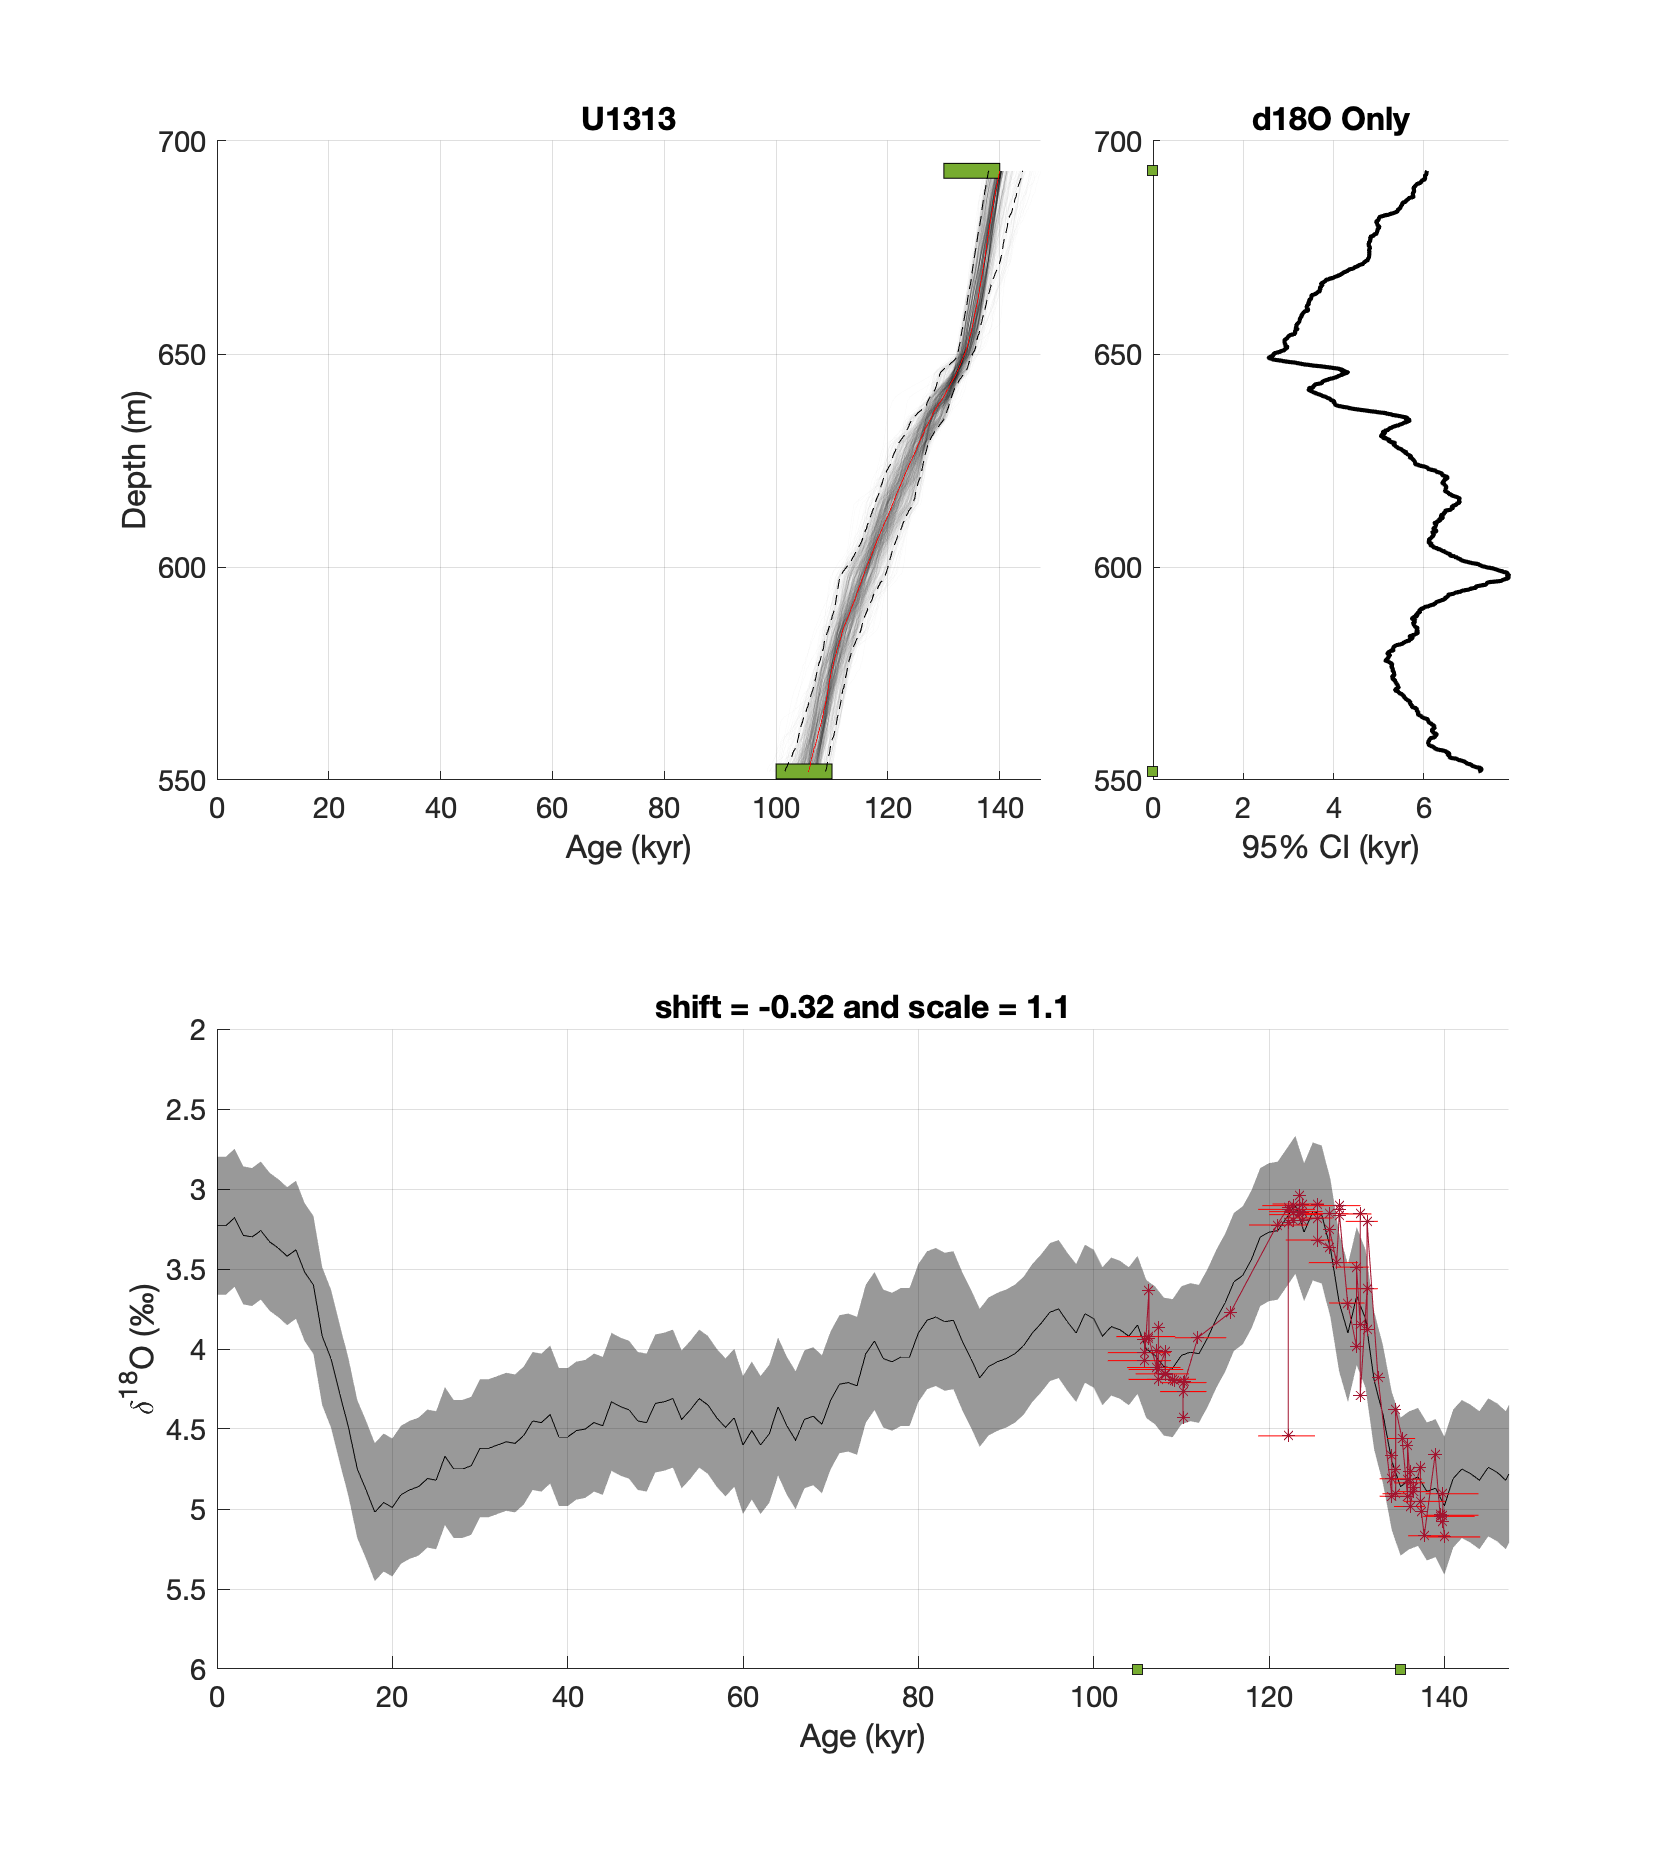 U1313
d18O Only
700
650
600
550
Depth (m)
0 20 40 60 80 100 120 140
Age (kyr)
700
650
600
550
0 2 4 6
95% CI (kyr)
shift = -0.32 and scale = 1.1
2
2.5
3
3.5
4
4.5
5
5.5
6
δ18O (‰)
0 20 40 60 80 100 120 140
Age (kyr)